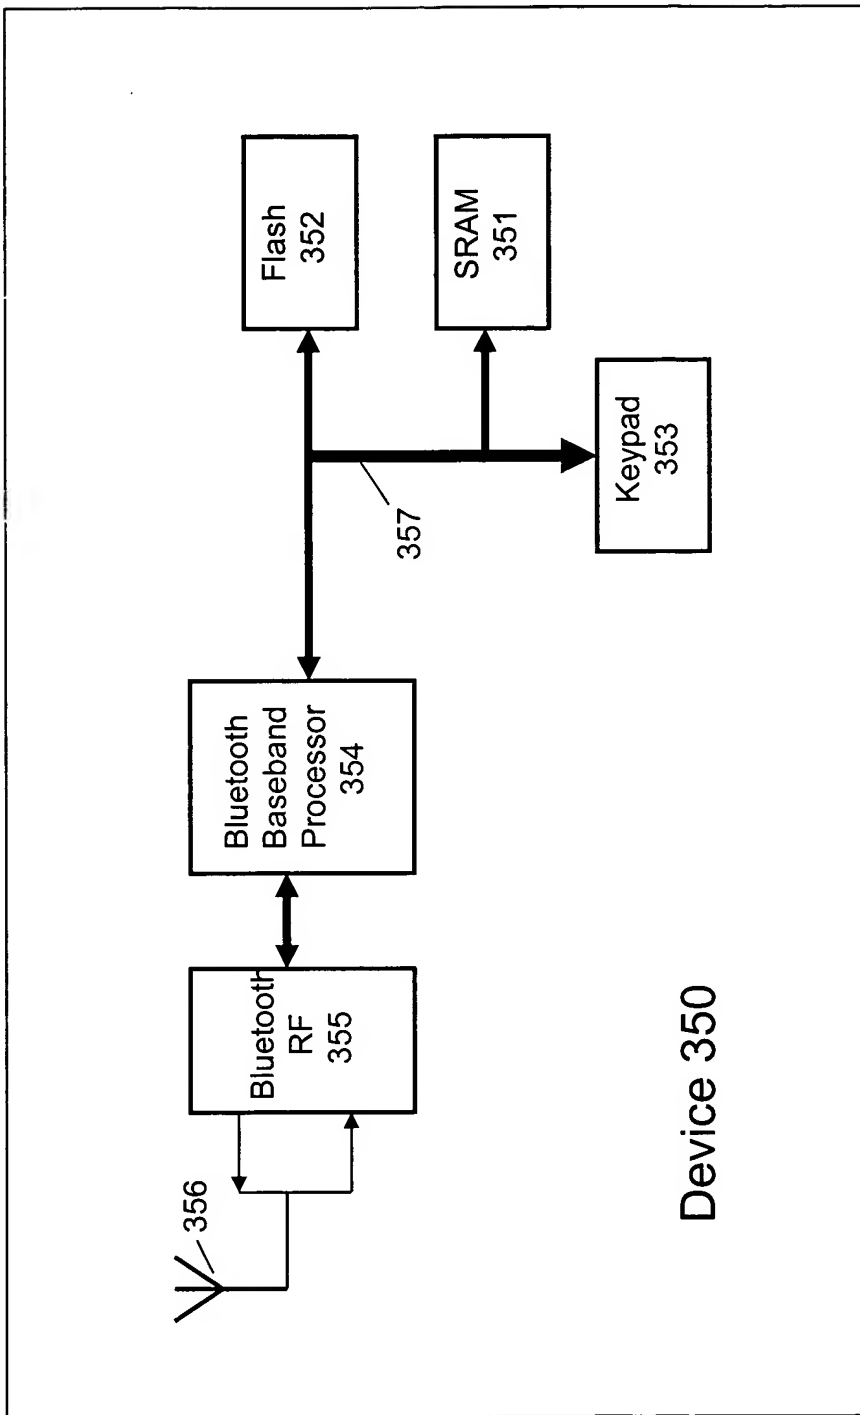 356
Bluetooth
RF
355
Bluetooth
Baseband
Processor
354
357
Flash
352
SRAM
351
Keypad
353
Device 350